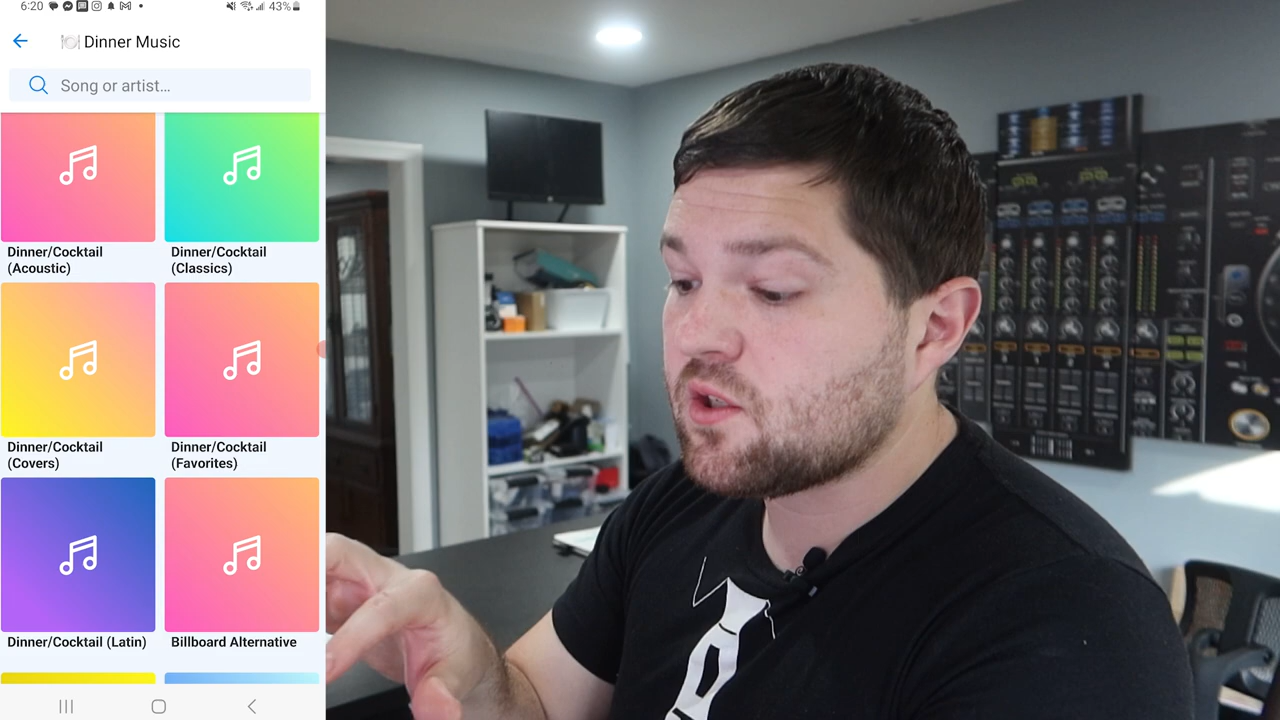 6:20
43%
🍽 Dinner Music
Song or artist...
Dinner/Cocktail
(Acoustic)
Dinner/Cocktail
(Classics)
Dinner/Cocktail
(Covers)
Dinner/Cocktail
(Favorites)
Dinner/Cocktail (Latin)
Billboard Alternative